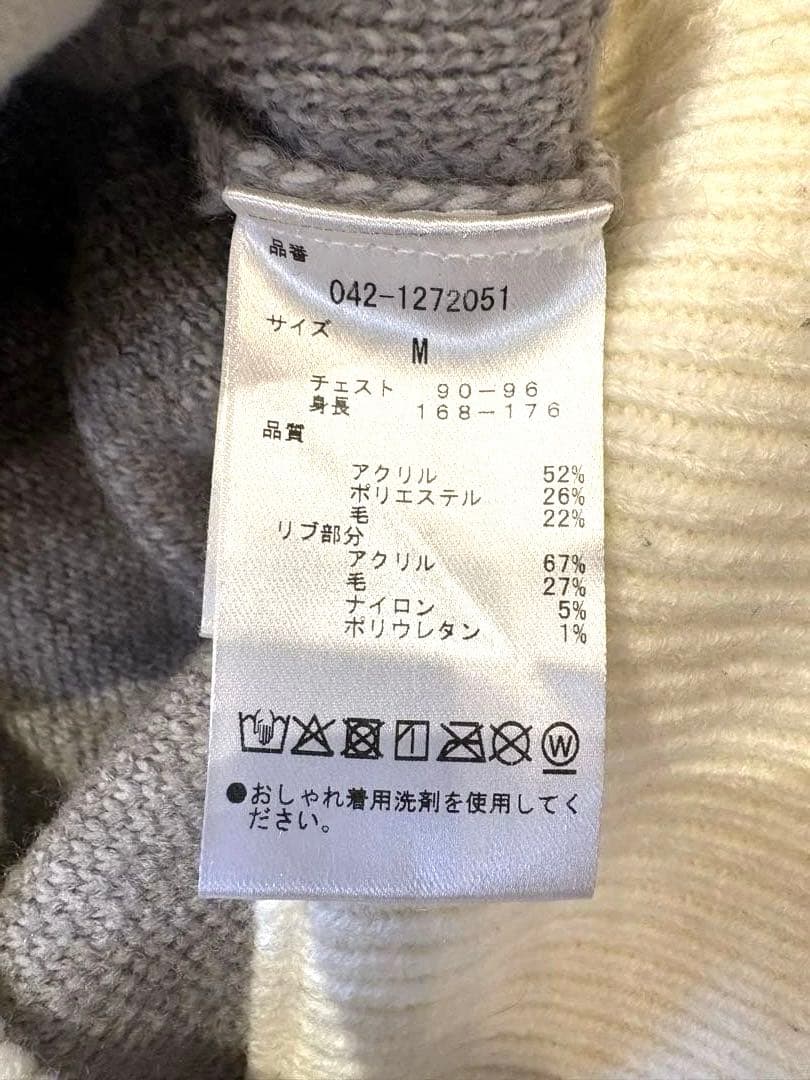 品番
042-1272051
サイズ
M
チェスト 90-96
身長 168-176
品質
アクリル 52%
ポリエステル 26%
毛 22%
リブ部分
アクリル 67%
毛 27%
ナイロン 5%
ポリウレタン 1%
W
●おしゃれ着用洗剤を使用してく
ださい。